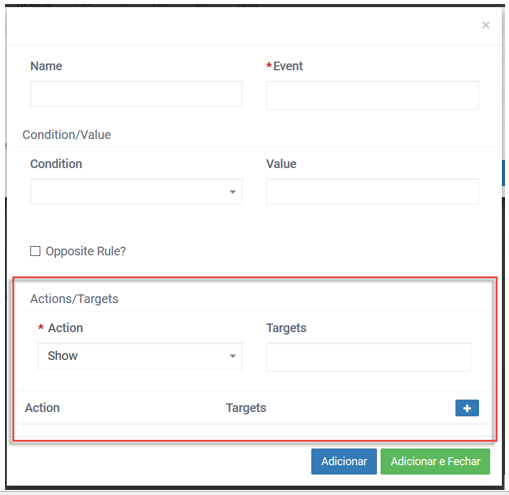 ×
Name
*Event
Condition/Value
Condition
Value
Opposite Rule?
Actions/Targets
* Action
Targets
Show
Action
Targets
+
Adicionar
Adicionar e Fechar